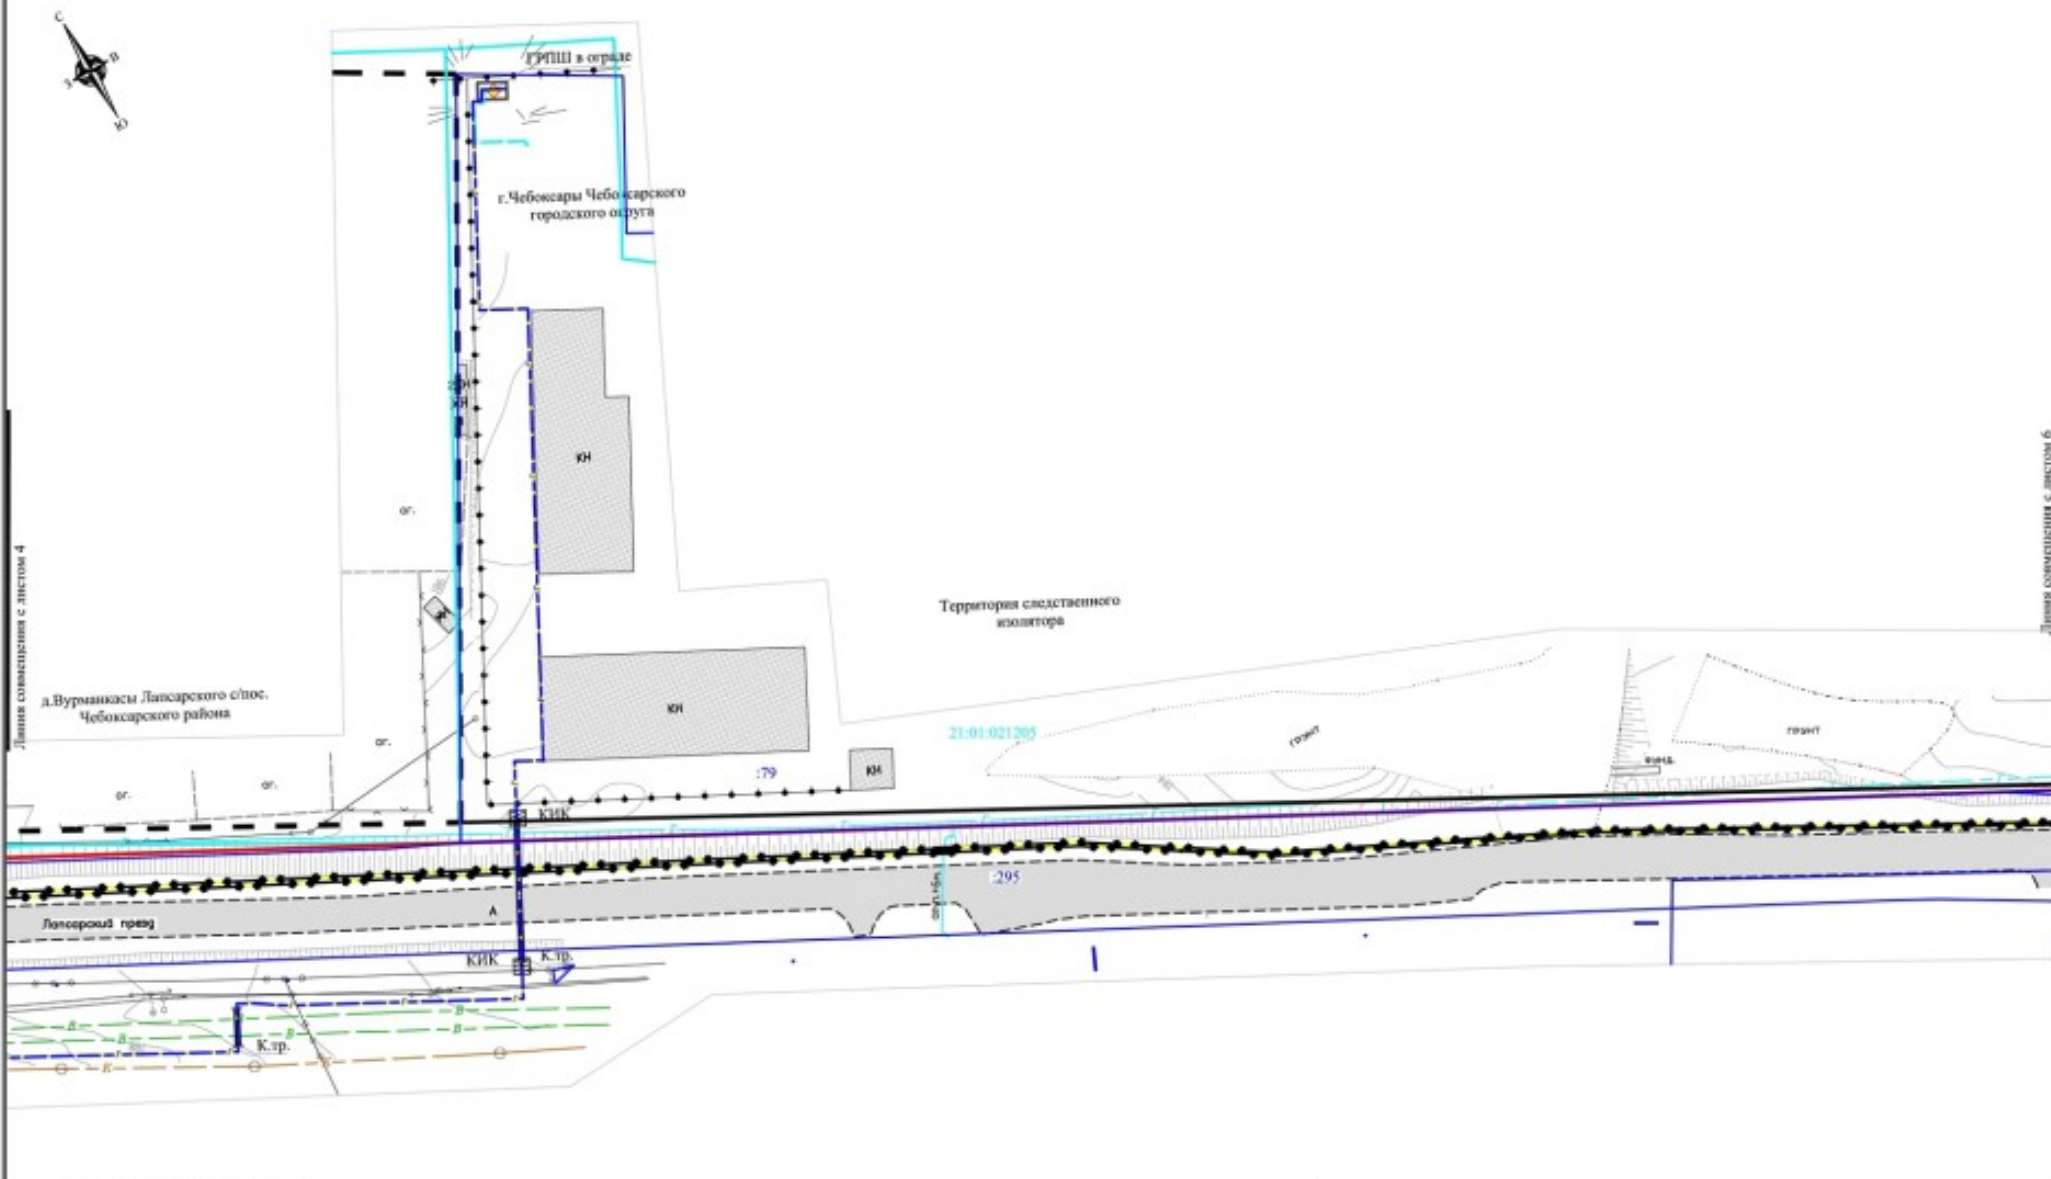 С
В
З
Ю
ГРПШ в ограде
г.Чебоксары Чебоксарского
городского округа
КН
КН
ог.
Линия совмещения с листом 4
Линия совмещения с листом 6
Территория следственного
изолятора
д.Вурманкасы Лапсарского с/пос.
Чебоксарского района
КН
ог.
21:01:021205
грунт
грунт
фунд.
:79
КН
ог.
ог.
КИК
:295
А
Лапсарский проезд
КИК
К.тр.
Г
В
В
В
В
К.тр.
К